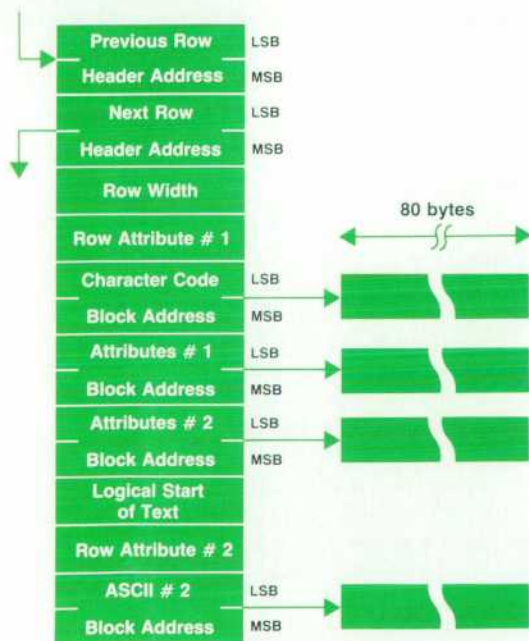 Previous Row LSB
Header Address MSB
Next Row LSB
Header Address MSB
Row Width
80 bytes
Row Attribute # 1
Character Code LSB
Block Address MSB
Attributes # 1 LSB
Block Address MSB
Attributes # 2 LSB
Block Address MSB
Logical Start
of Text
Row Attribute # 2
ASCII # 2 LSB
Block Address MSB